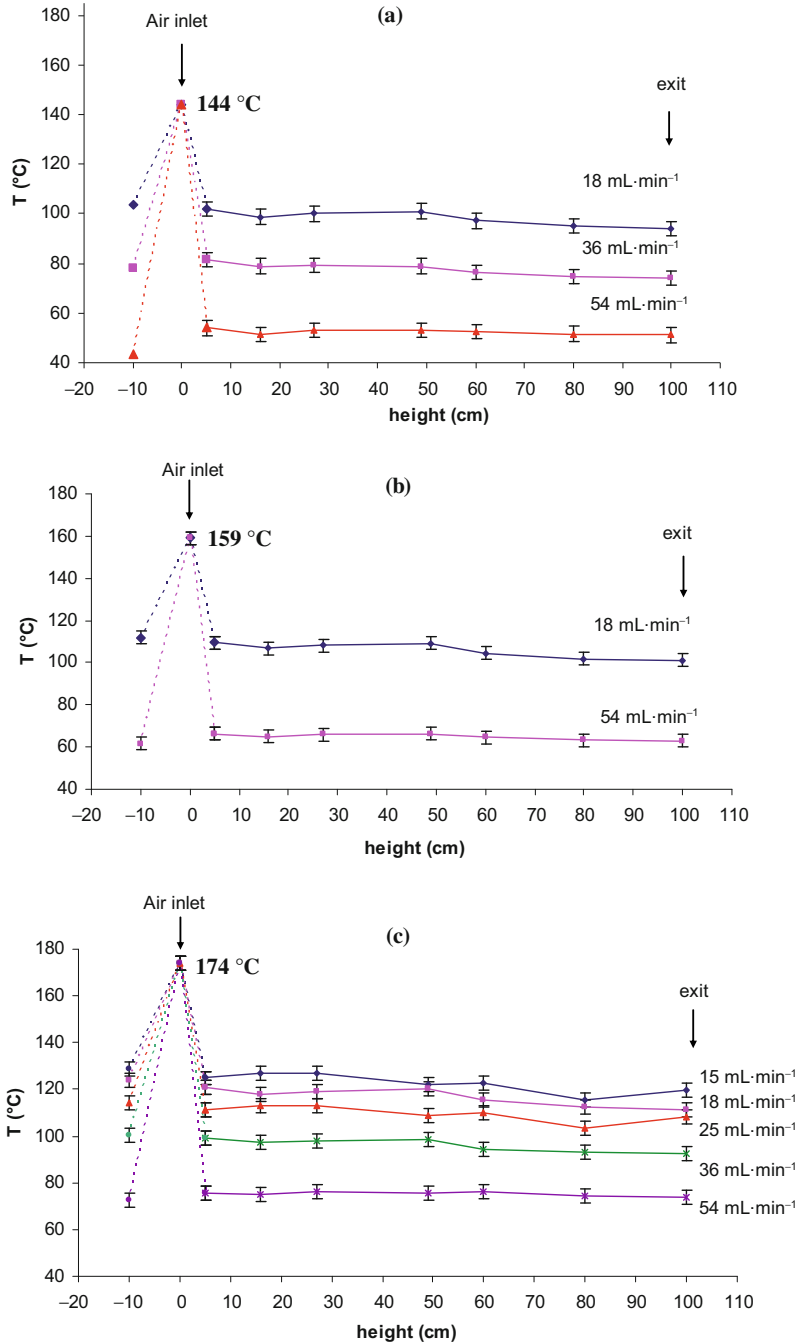 (a)
Air inlet
144 °C
exit
18 mL·min⁻¹
36 mL·min⁻¹
54 mL·min⁻¹
T (°C)
180
160
140
120
100
80
60
40
−20 −10 0 10 20 30 40 50 60 70 80 90 100 110
height (cm)
(b)
Air inlet
159 °C
exit
18 mL·min⁻¹
54 mL·min⁻¹
T (°C)
180
160
140
120
100
80
60
40
−20 −10 0 10 20 30 40 50 60 70 80 90 100 110
height (cm)
(c)
Air inlet
174 °C
exit
15 mL·min⁻¹
18 mL·min⁻¹
25 mL·min⁻¹
36 mL·min⁻¹
54 mL·min⁻¹
T (°C)
180
160
140
120
100
80
60
40
−20 −10 0 10 20 30 40 50 60 70 80 90 100 110
height (cm)